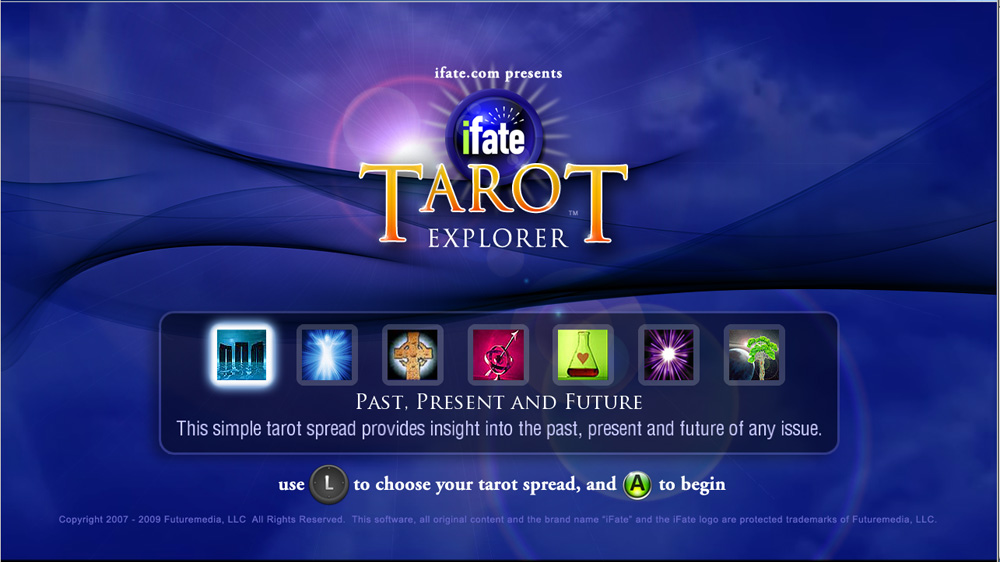 ifate.com presents
ifate
TAROT
™
EXPLORER
PAST, PRESENT AND FUTURE
This simple tarot spread provides insight into the past, present and future of any issue.
use L to choose your tarot spread, and A to begin
Copyright 2007 - 2009 Futuremedia, LLC All Rights Reserved. This software, all original content and the brand name "iFate" and the iFate logo are protected trademarks of Futuremedia, LLC.